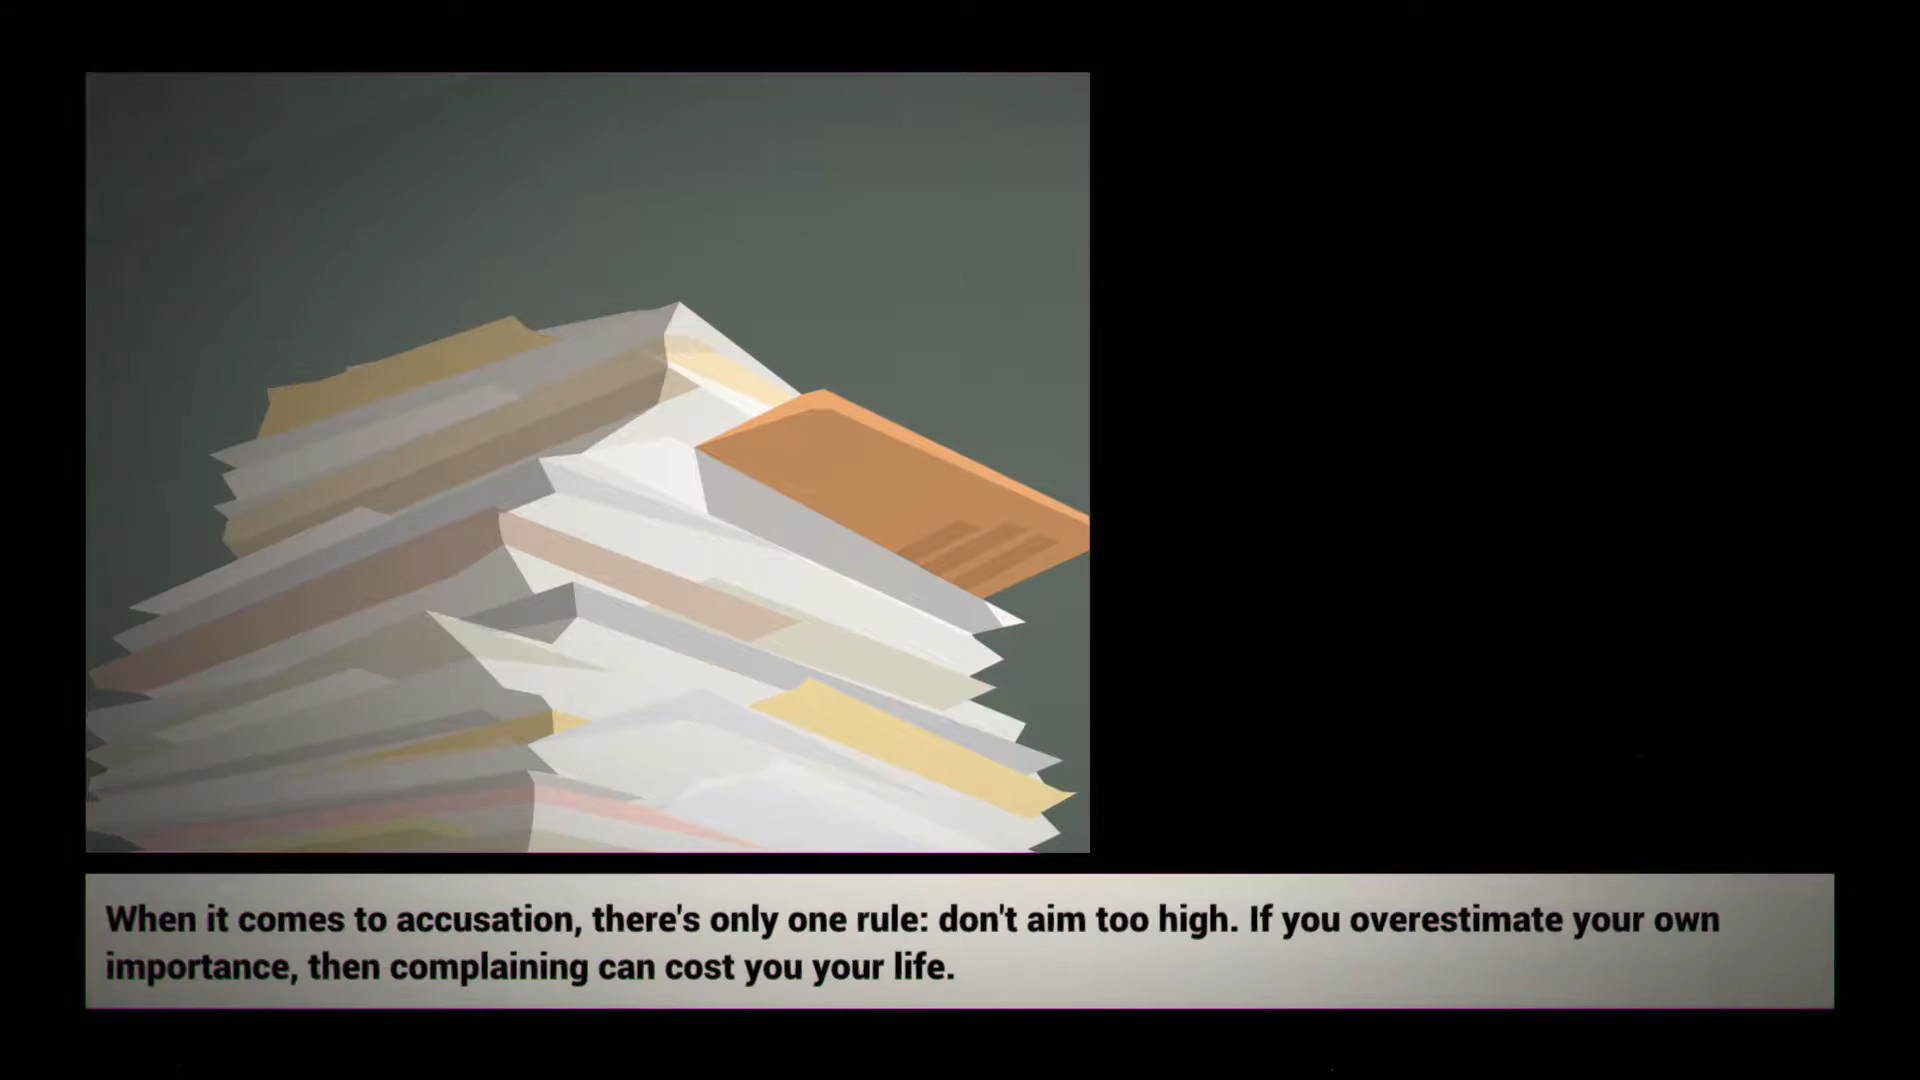 When it comes to accusation, there's only one rule: don't aim too high. If you overestimate your own
importance, then complaining can cost you your life.